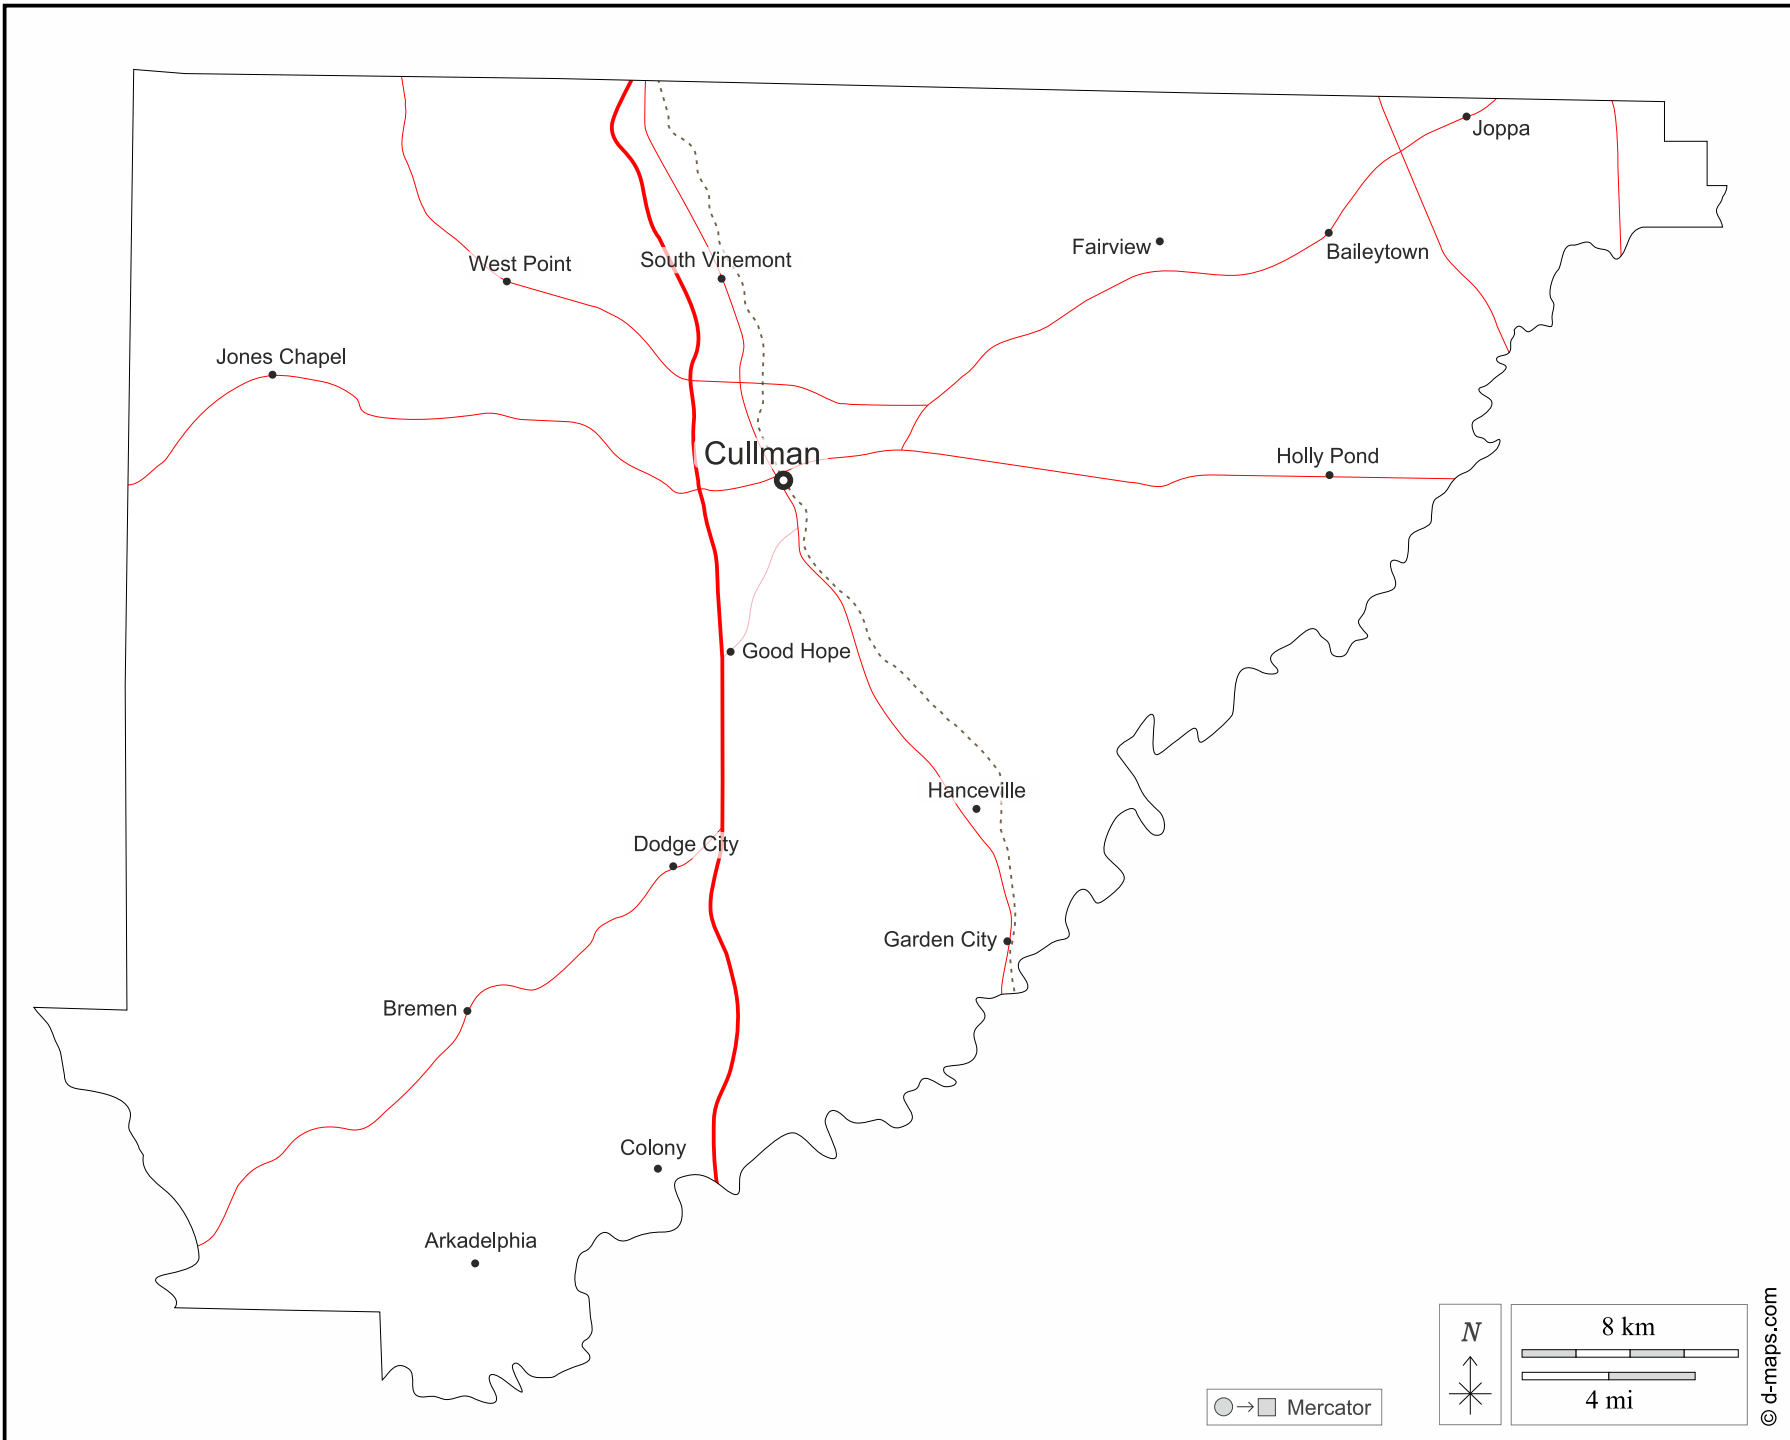 Joppa
Fairview
Baileytown
West Point
South Vinemont
Jones Chapel
Cullman
Holly Pond
Good Hope
Hanceville
Dodge City
Garden City
Bremen
Colony
Arkadelphia
N
8 km
4 mi
Mercator
© d-maps.com